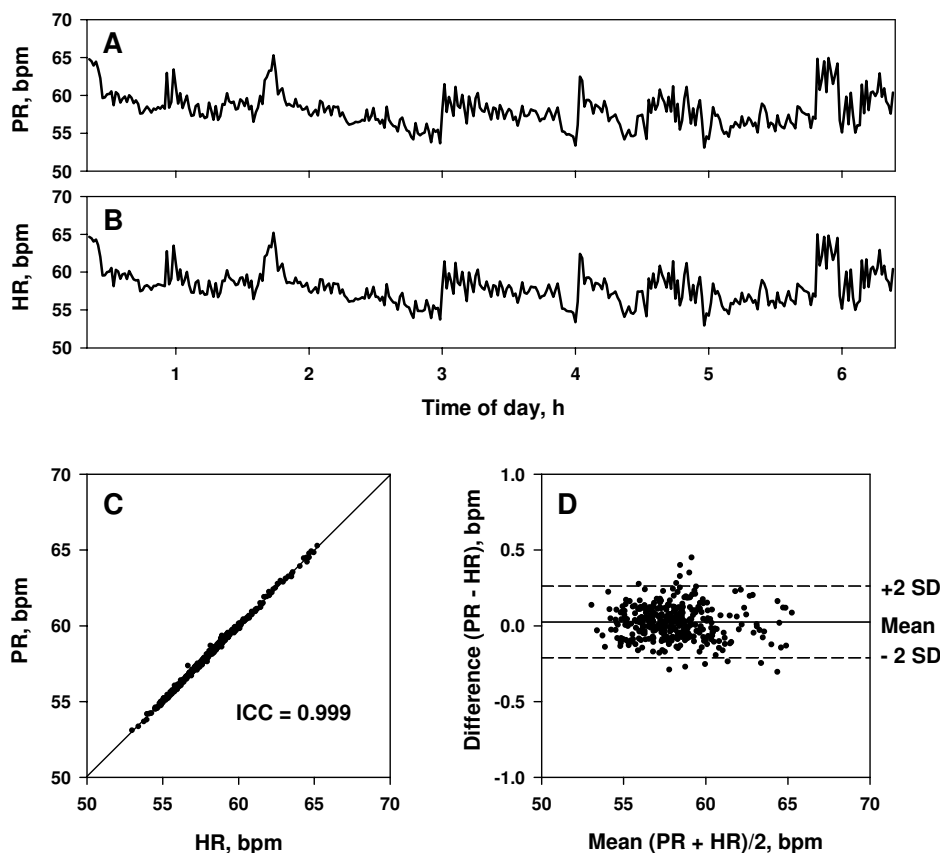 A
PR, bpm
70
65
60
55
50
B
HR, bpm
70
65
60
55
50
1 2 3 4 5 6
Time of day, h
C
PR, bpm
70
65
60
55
50
ICC = 0.999
50 55 60 65 70
HR, bpm
D
Difference (PR - HR), bpm
1.0
0.5
0.0
-0.5
-1.0
+2 SD
Mean
- 2 SD
50 55 60 65 70
Mean (PR + HR)/2, bpm